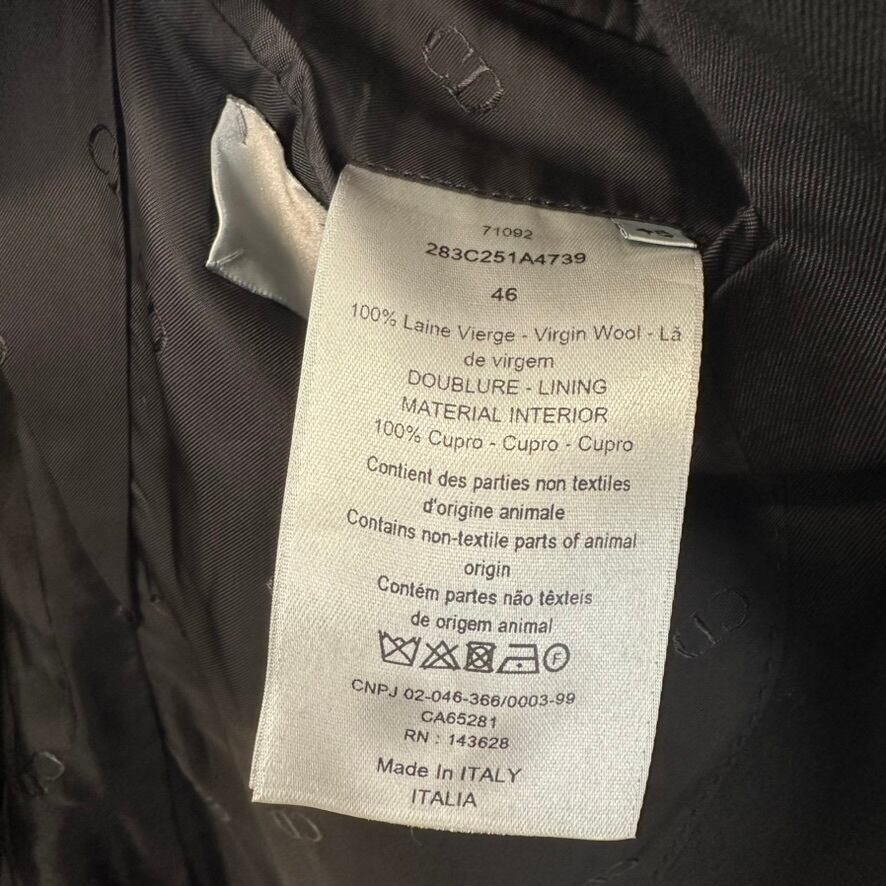 71092
283C251A4739
46
100% Laine Vierge - Virgin Wool - Lã
de virgem
DOUBLURE - LINING
MATERIAL INTERIOR
100% Cupro - Cupro - Cupro
Contient des parties non textiles
d'origine animale
Contains non-textile parts of animal
origin
Contém partes não têxteis
de origem animal
F
CNPJ 02-046-366/0003-99
CA65281
RN : 143628
Made In ITALY
ITALIA
CD
CD